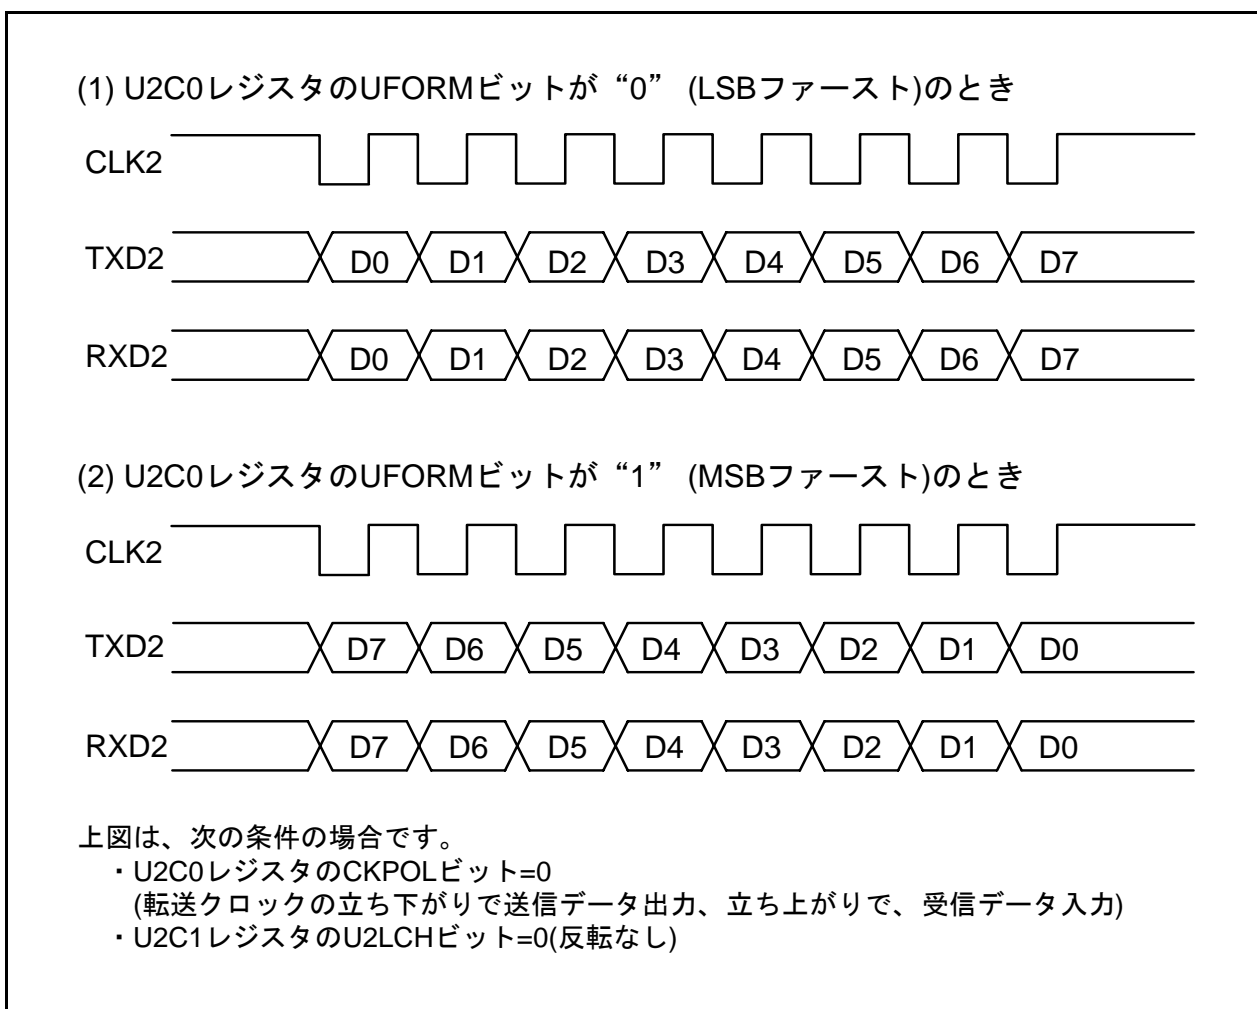 (1) U2C0レジスタのUFORMビットが“0” (LSBファースト)のとき
CLK2
TXD2 D0 D1 D2 D3 D4 D5 D6 D7
RXD2 D0 D1 D2 D3 D4 D5 D6 D7
(2) U2C0レジスタのUFORMビットが“1” (MSBファースト)のとき
CLK2
TXD2 D7 D6 D5 D4 D3 D2 D1 D0
RXD2 D7 D6 D5 D4 D3 D2 D1 D0
上図は、次の条件の場合です。
・U2C0レジスタのCKPOLビット=0
(転送クロックの立ち下がりで送信データ出力、立ち上がりで、受信データ入力)
・U2C1レジスタのU2LCHビット=0(反転なし)